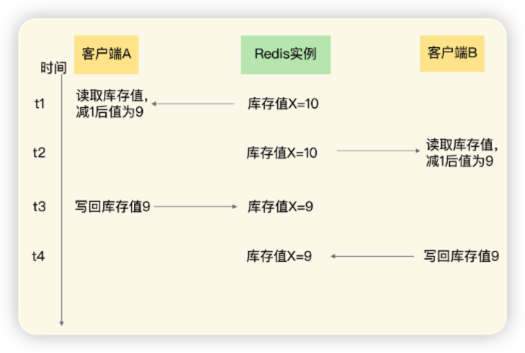 客户端A
Redis实例
客户端B
时间
t1
读取库存值，
减1后值为9
库存值X=10
t2
库存值X=10
读取库存值，
减1后值为9
t3
写回库存值9
库存值X=9
t4
库存值X=9
写回库存值9